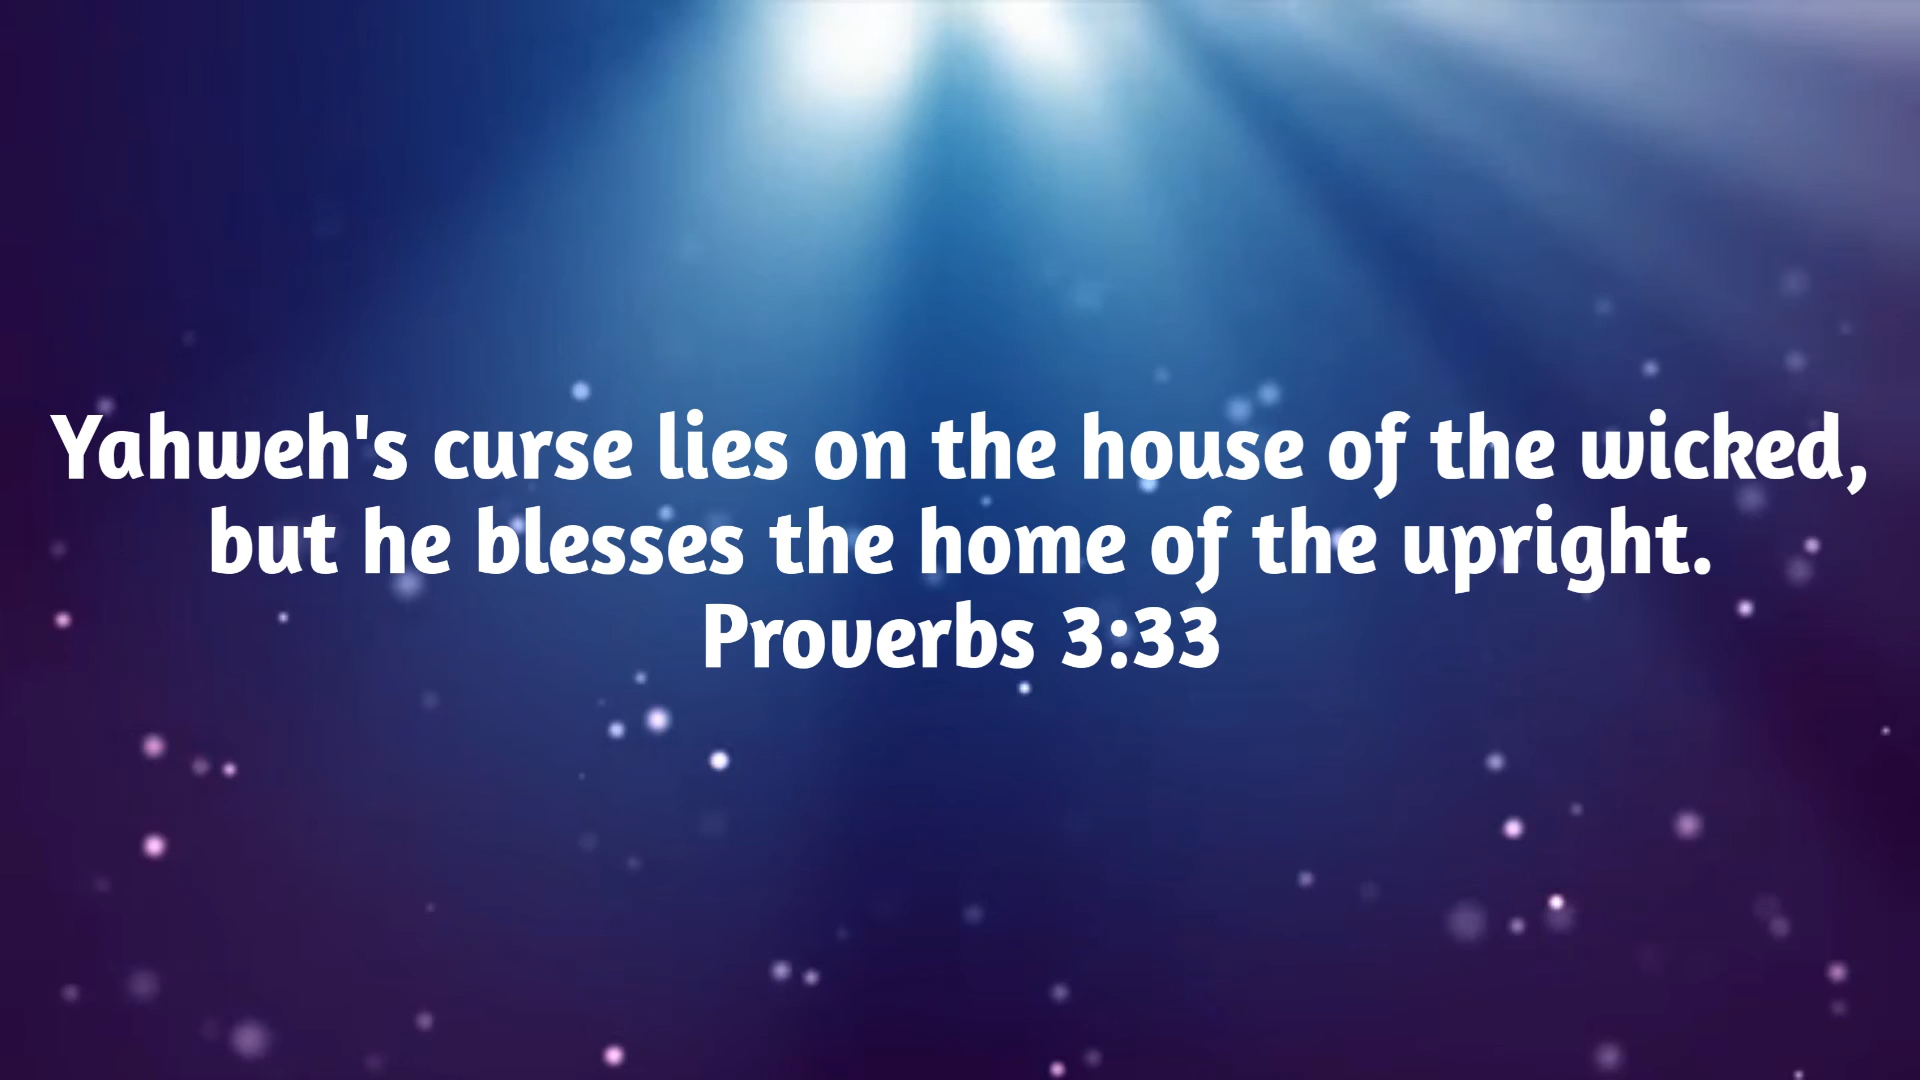 Yahweh's curse lies on the house of the wicked,
but he blesses the home of the upright.
Proverbs 3:33